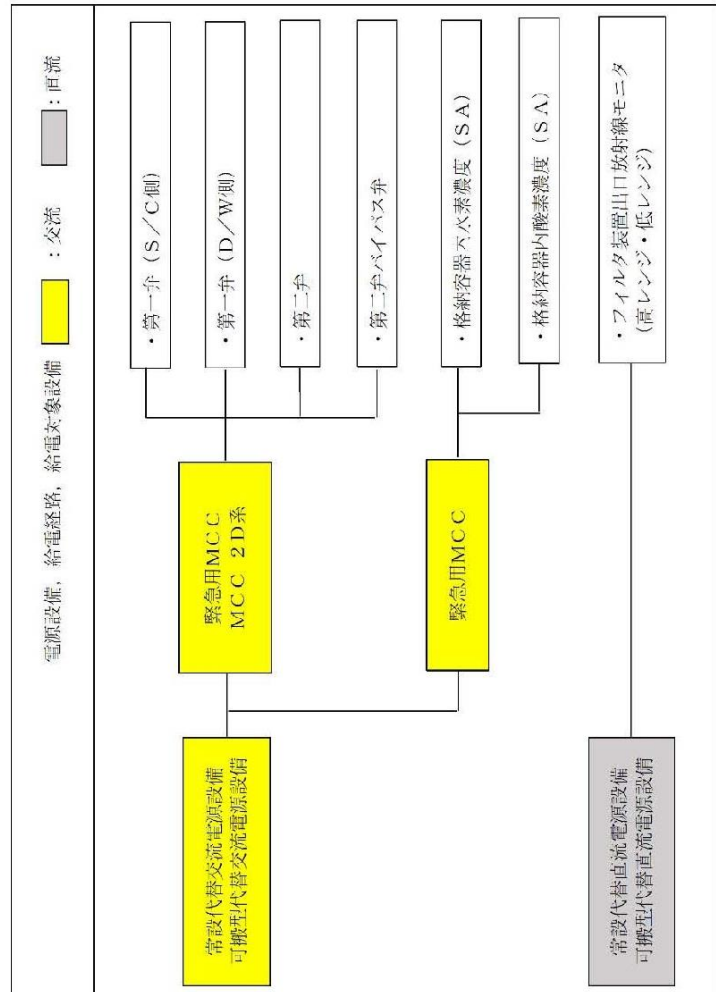 電源設備，給電経路，給電対象設備
：交流
：直流
常設代替交流電源設備
可搬型代替交流電源設備
緊急用ＭＣＣ
ＭＣＣ ２Ｄ系
・第一弁（Ｓ／Ｃ側）
・第一弁（Ｄ／Ｗ側）
・第二弁
・第二弁バイパス弁
緊急用ＭＣＣ
・格納容器内水素濃度（ＳＡ）
・格納容器内酸素濃度（ＳＡ）
常設代替直流電源設備
可搬型代替直流電源設備
・フィルタ装置出口放射線モニタ
（高レンジ・低レンジ）